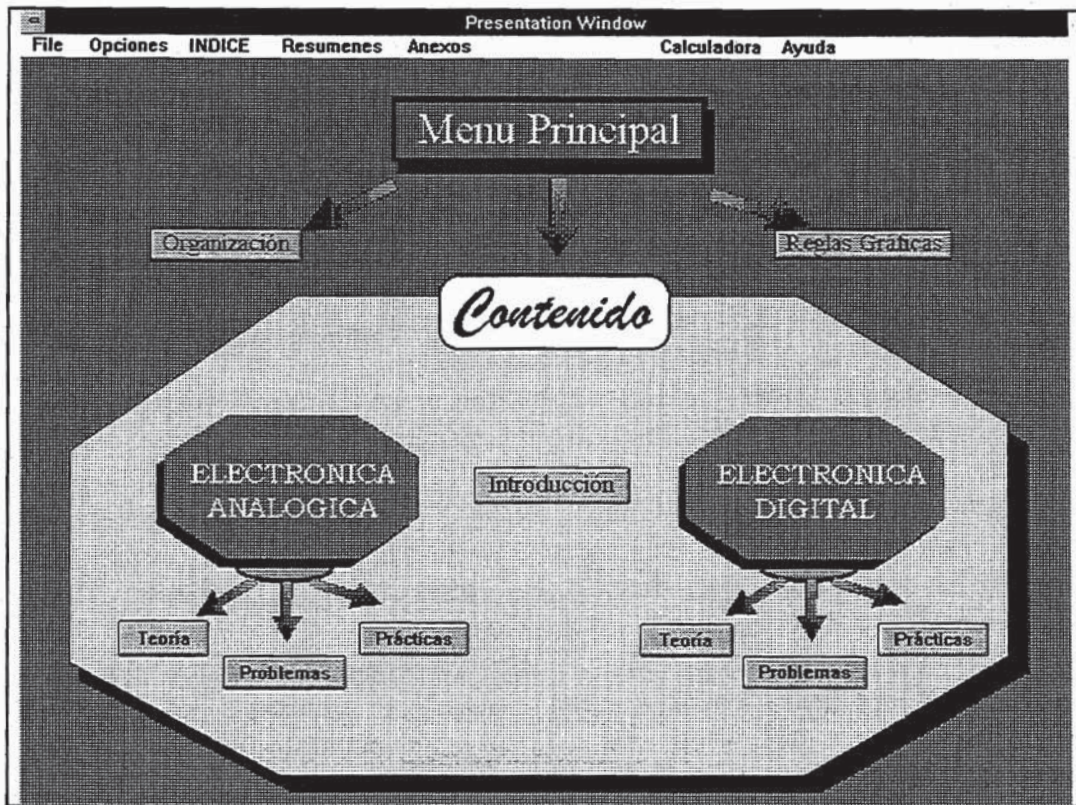 Presentation Window
File Opciones INDICE Resumenes Anexos Calculadora Ayuda
Menu Principal
Organización
Reglas Gráficas
Contenido
ELECTRONICA
ANALOGICA
Introducción
ELECTRONICA
DIGITAL
Teoría
Prácticas
Problemas
Teoría
Prácticas
Problemas